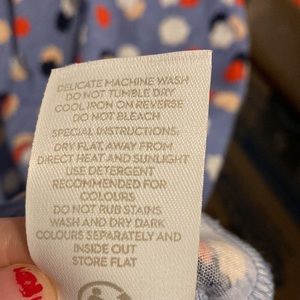 DELICATE MACHINE WASH
DO NOT TUMBLE DRY
COOL IRON ON REVERSE
DO NOT BLEACH
SPECIAL INSTRUCTIONS:
DRY FLAT, AWAY FROM
DIRECT HEAT AND SUNLIGHT
USE DETERGENT
RECOMMENDED FOR
COLOURS
DO NOT RUB STAINS
WASH AND DRY DARK
COLOURS SEPARATELY AND
INSIDE OUT
STORE FLAT